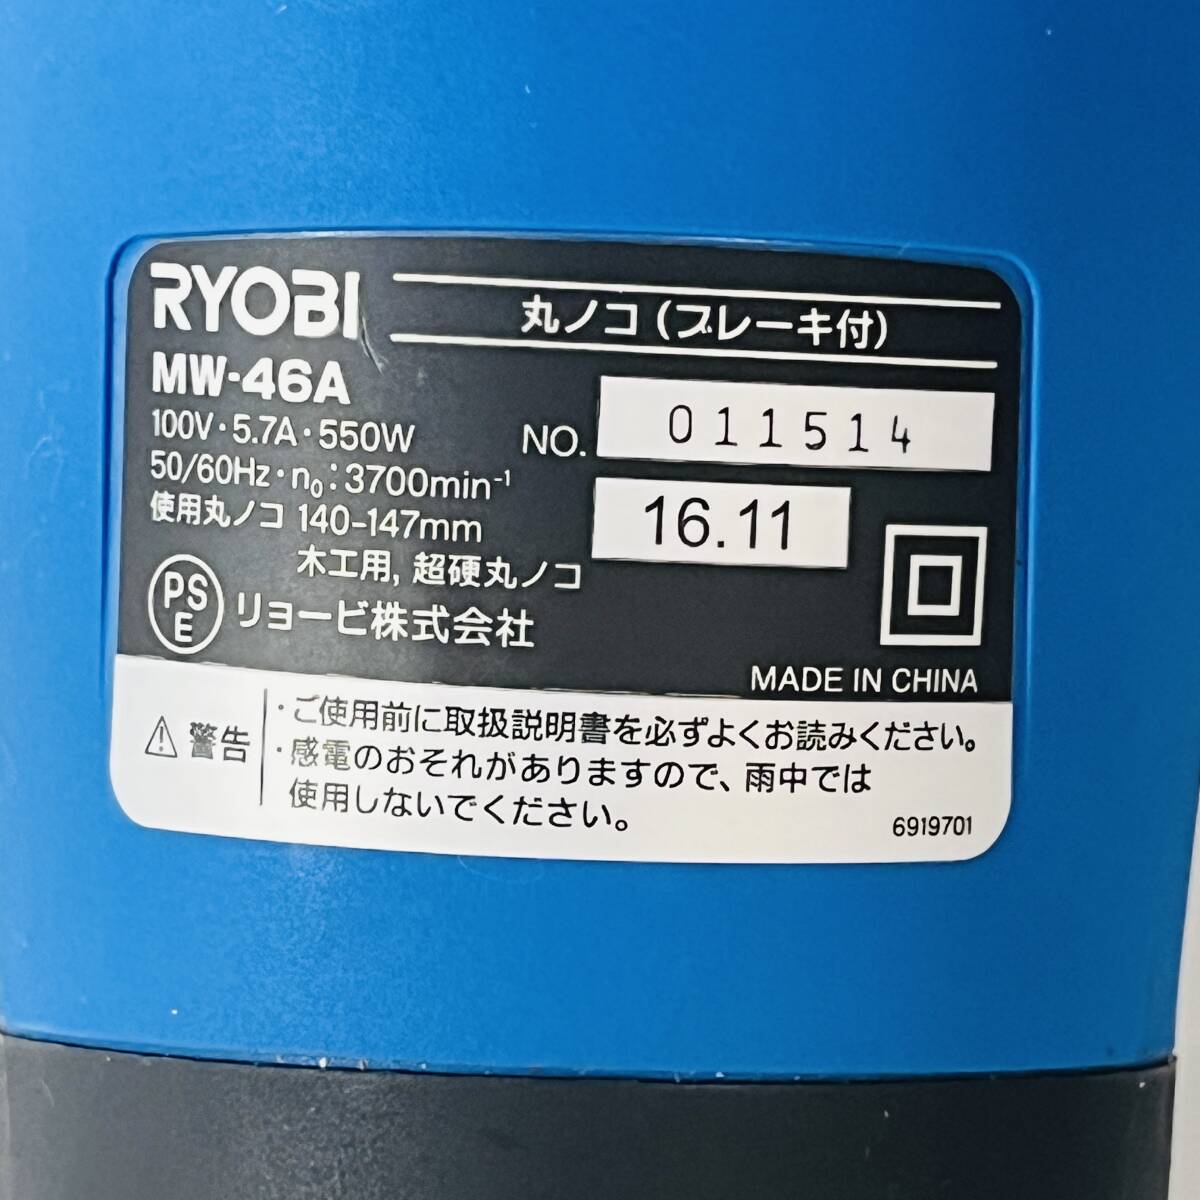 RYOBI
丸ノコ(ブレーキ付)
MW-46A
100V・5.7A・550W
NO. 011514
50/60Hz・n₀:3700min⁻¹
16.11
使用丸ノコ 140-147mm
木工用, 超硬丸ノコ
PS
E
リョービ株式会社
MADE IN CHINA
⚠ 警告
・ご使用前に取扱説明書を必ずよくお読みください。
・感電のおそれがありますので、雨中では
使用しないでください。
6919701